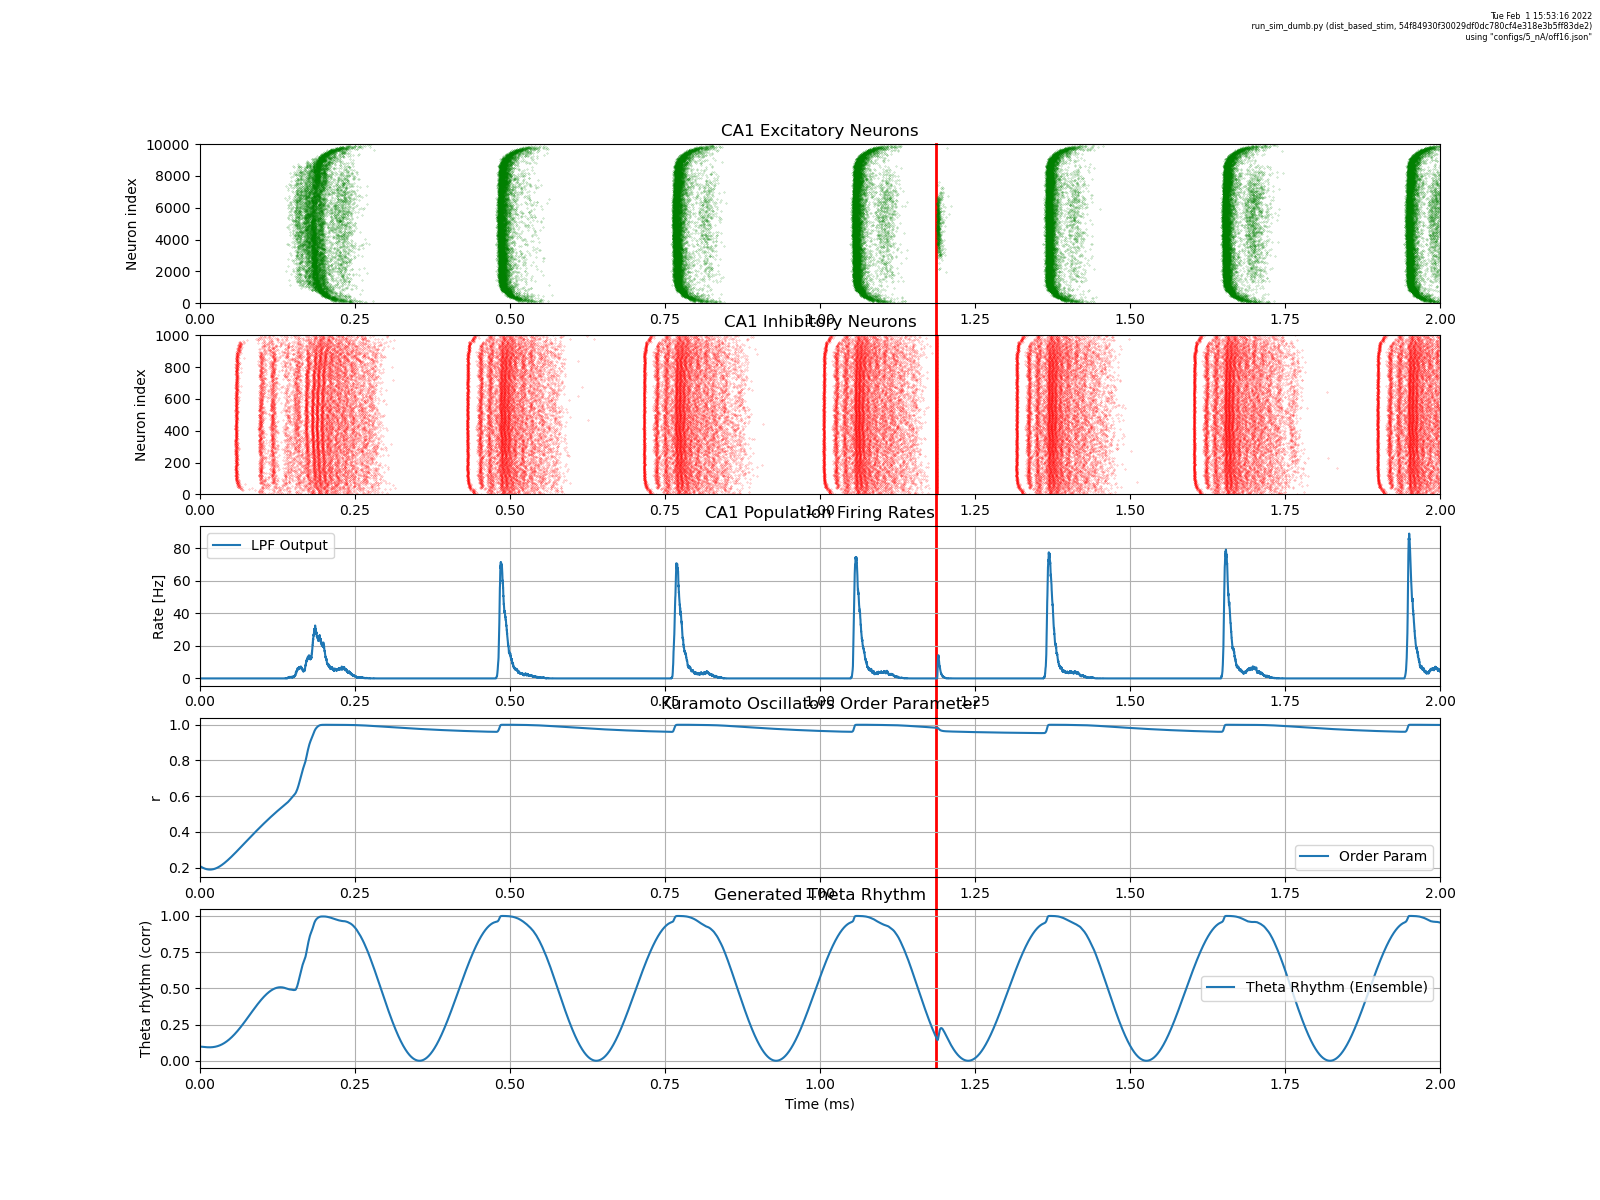 Tue Feb  1 15:53:16 2022
run_sim_dumb.py (dist_based_stim, 54f84930f30029df0dc780cf4e318e3b5ff83de2)
using "configs/5_nA/off16.json"
CA1 Excitatory Neurons
Neuron index
10000
8000
6000
4000
2000
0
0.00 0.25 0.50 0.75 1.00 1.25 1.50 1.75 2.00
CA1 Inhibitory Neurons
Neuron index
1000
800
600
400
200
0
0.00 0.25 0.50 0.75 1.00 1.25 1.50 1.75 2.00
CA1 Population Firing Rates
Rate [Hz]
LPF Output
80
60
40
20
0
0.00 0.25 0.50 0.75 1.00 1.25 1.50 1.75 2.00
Kuramoto Oscillators Order Parameter
r
1.0
0.8
0.6
0.4
0.2
Order Param
0.00 0.25 0.50 0.75 1.00 1.25 1.50 1.75 2.00
Generated Theta Rhythm
Theta rhythm (corr)
1.00
0.75
0.50
0.25
0.00
Theta Rhythm (Ensemble)
0.00 0.25 0.50 0.75 1.00 1.25 1.50 1.75 2.00
Time (ms)